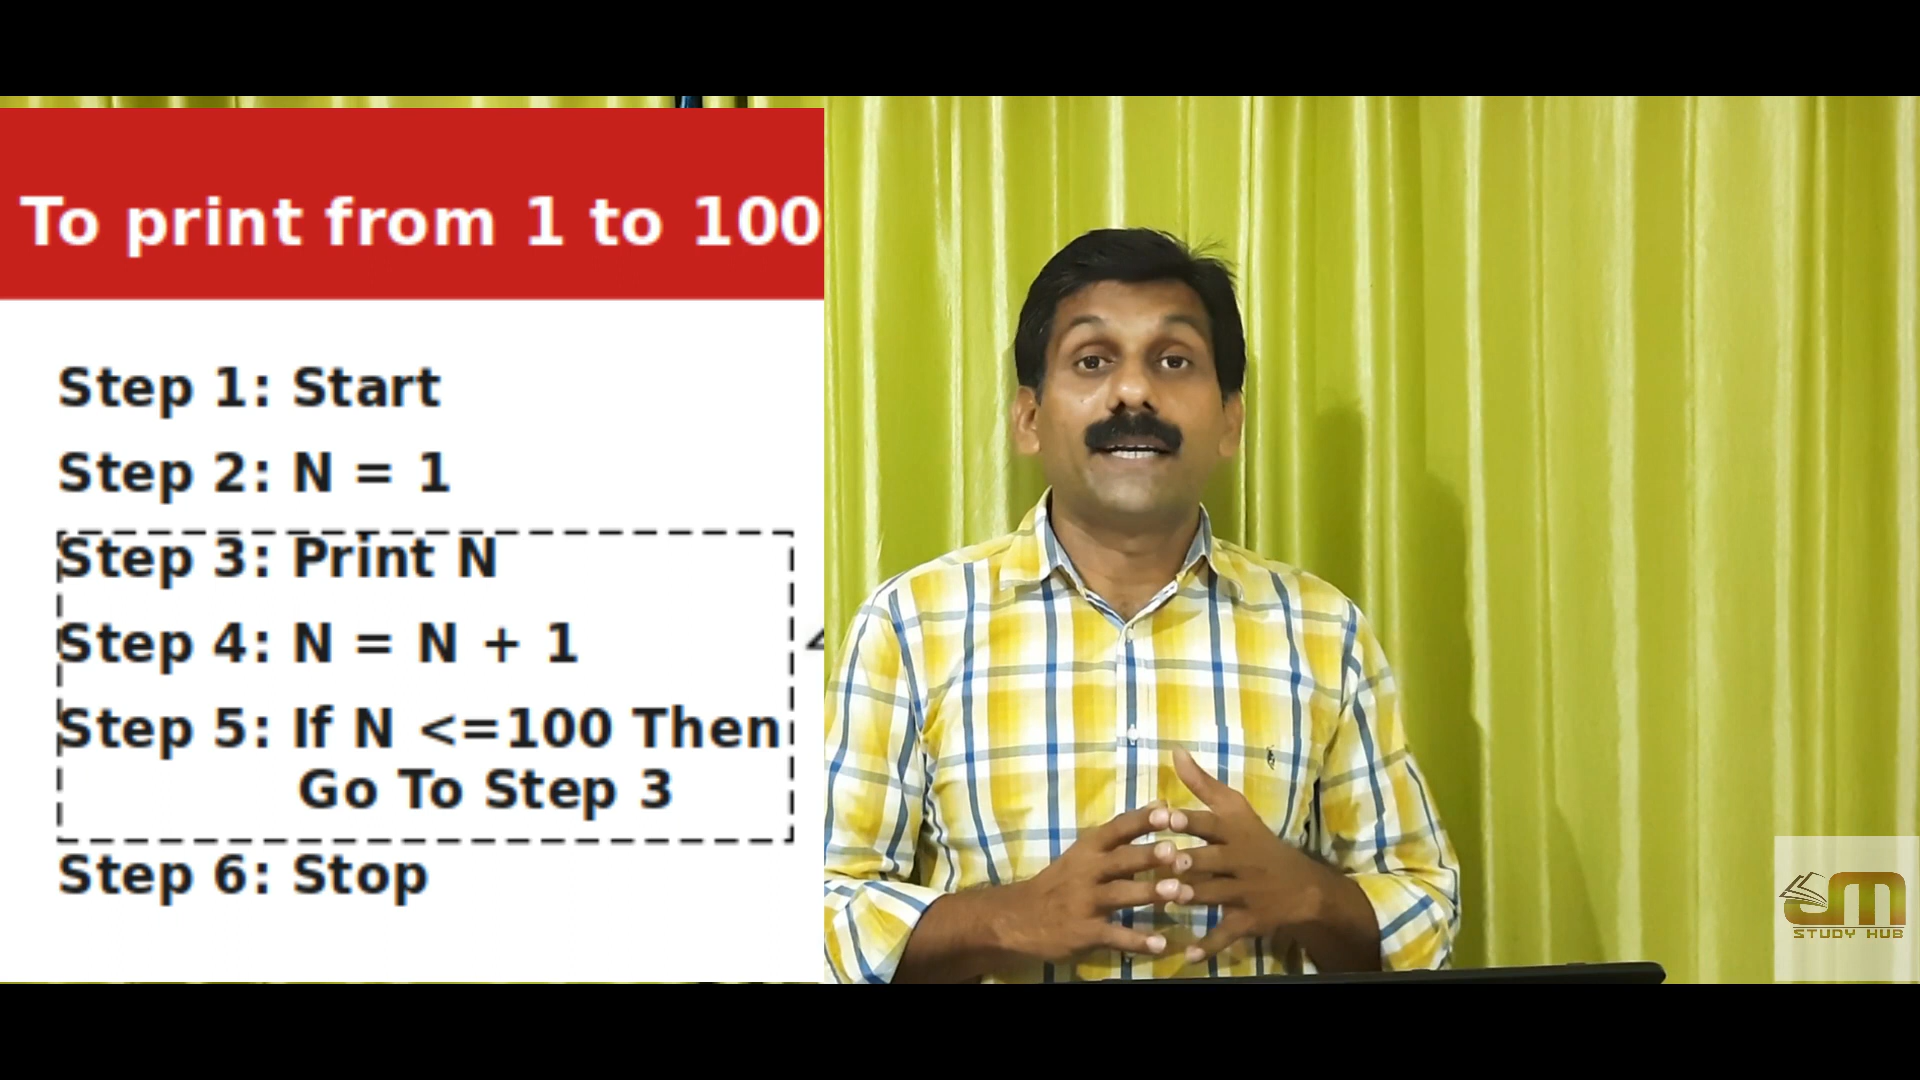 To print from 1 to 100
Step 1: Start
Step 2: N = 1
Step 3: Print N
Step 4: N = N + 1
Step 5: If N <=100 Then
Go To Step 3
Step 6: Stop
STUDY HUB